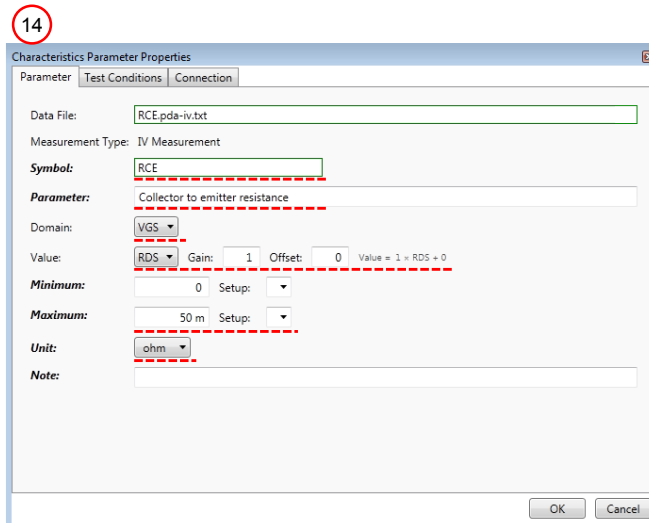 14
Characteristics Parameter Properties
Parameter Test Conditions Connection
Data File: RCE.pda-iv.txt
Measurement Type: IV Measurement
Symbol: RCE
Parameter: Collector to emitter resistance
Domain: VGS
Value: RDS Gain: 1 Offset: 0 Value = 1 × RDS + 0
Minimum: 0 Setup:
Maximum: 50 m Setup:
Unit: ohm
Note:
OK Cancel